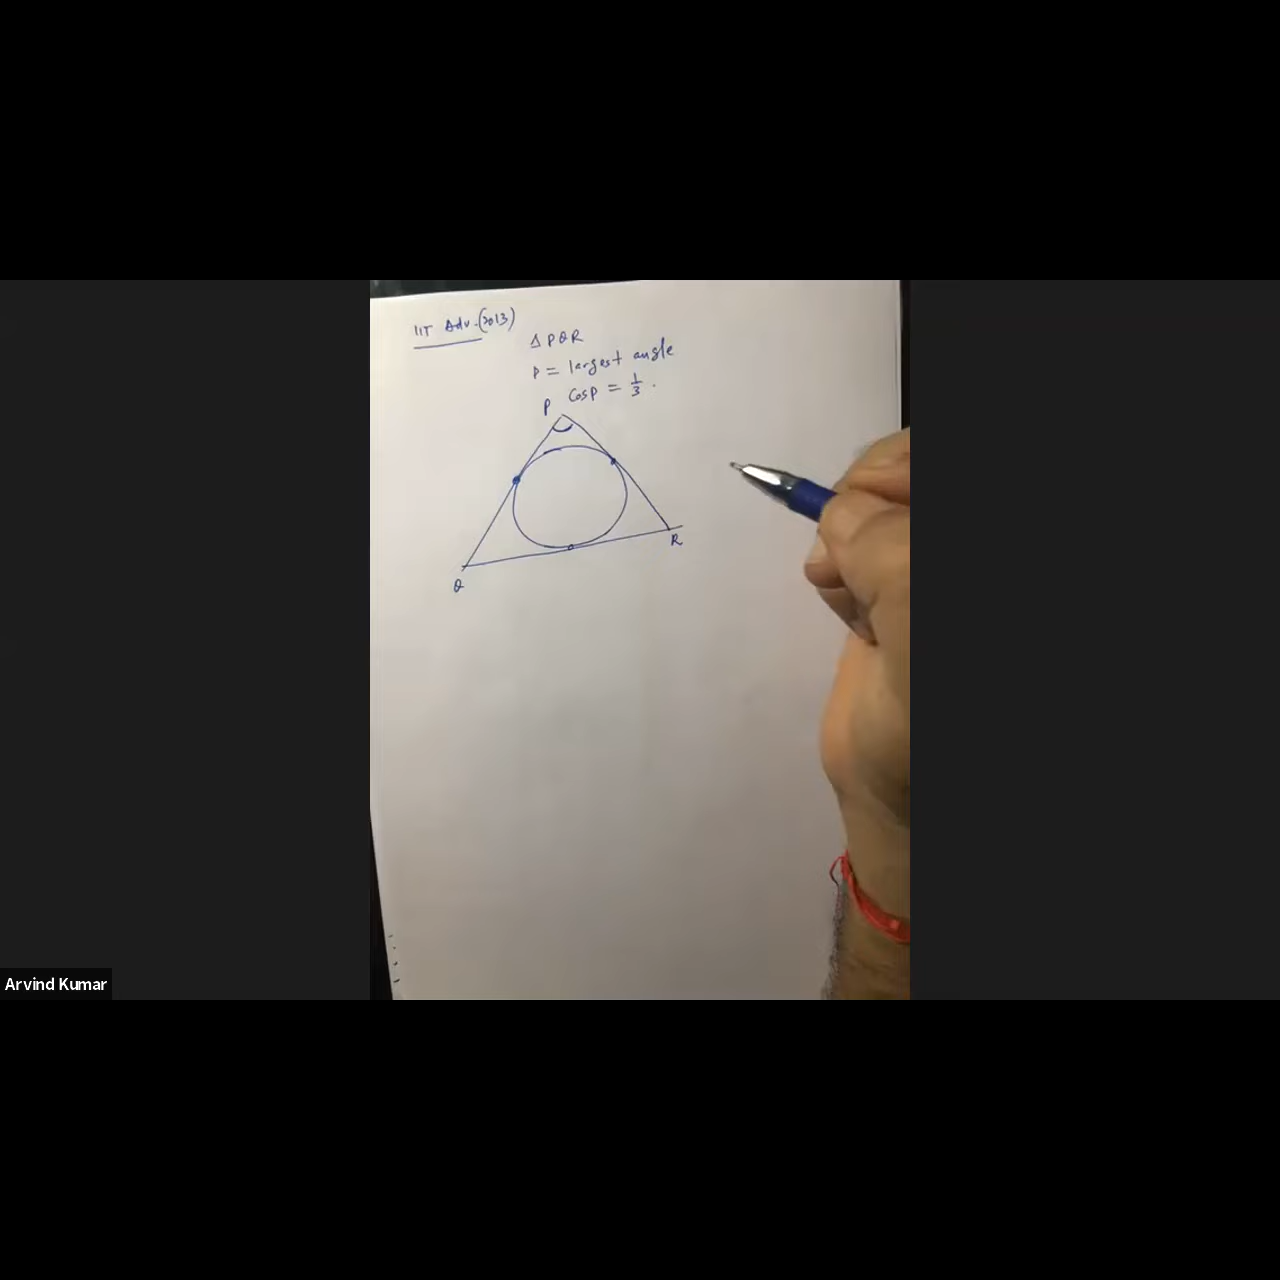 IIT Adv. (2013)
Δ PQR
P = largest angle
Cos P = 1/3 .
P
Q
R
Arvind Kumar